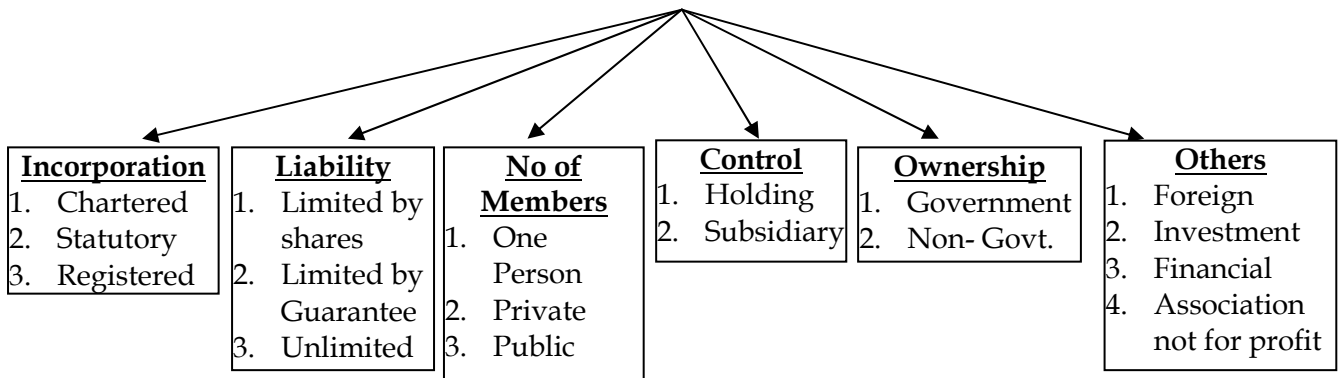 Incorporation
1. Chartered
2. Statutory
3. Registered
Liability
1. Limited by
shares
2. Limited by
Guarantee
3. Unlimited
No of
Members
1. One
Person
2. Private
3. Public
Control
1. Holding
2. Subsidiary
Ownership
1. Government
2. Non- Govt.
Others
1. Foreign
2. Investment
3. Financial
4. Association
not for profit